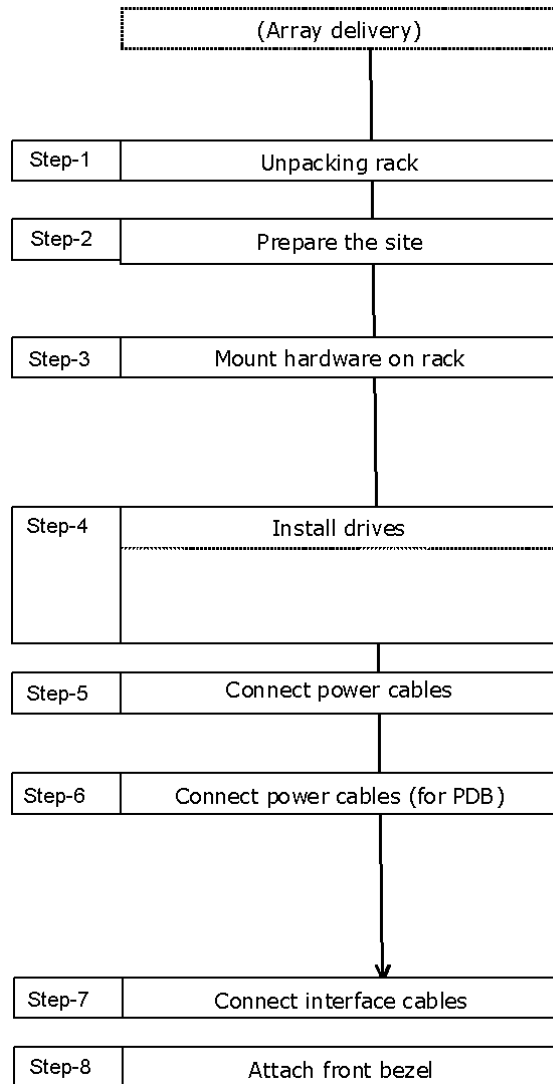 (Array delivery)
Step-1 Unpacking rack
Step-2 Prepare the site
Step-3 Mount hardware on rack
Step-4 Install drives
Step-5 Connect power cables
Step-6 Connect power cables (for PDB)
Step-7 Connect interface cables
Step-8 Attach front bezel